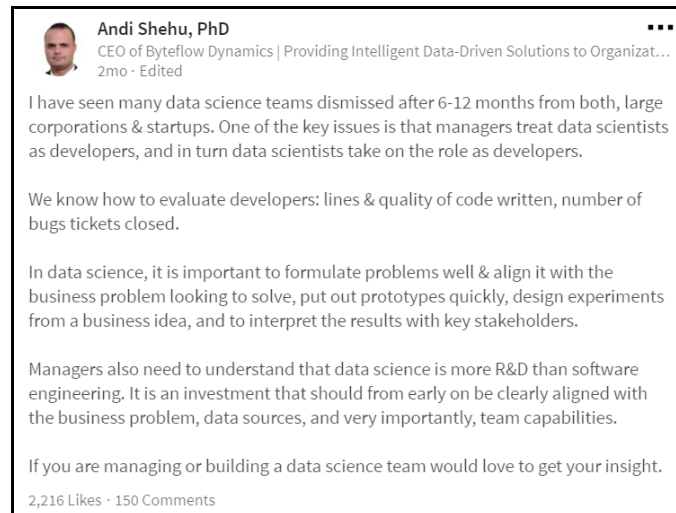 Andi Shehu, PhD
CEO of Byteflow Dynamics | Providing Intelligent Data-Driven Solutions to Organizat...
2mo · Edited
I have seen many data science teams dismissed after 6-12 months from both, large
corporations & startups. One of the key issues is that managers treat data scientists
as developers, and in turn data scientists take on the role as developers.
We know how to evaluate developers: lines & quality of code written, number of
bugs tickets closed.
In data science, it is important to formulate problems well & align it with the
business problem looking to solve, put out prototypes quickly, design experiments
from a business idea, and to interpret the results with key stakeholders.
Managers also need to understand that data science is more R&D than software
engineering. It is an investment that should from early on be clearly aligned with
the business problem, data sources, and very importantly, team capabilities.
If you are managing or building a data science team would love to get your insight.
2,216 Likes · 150 Comments